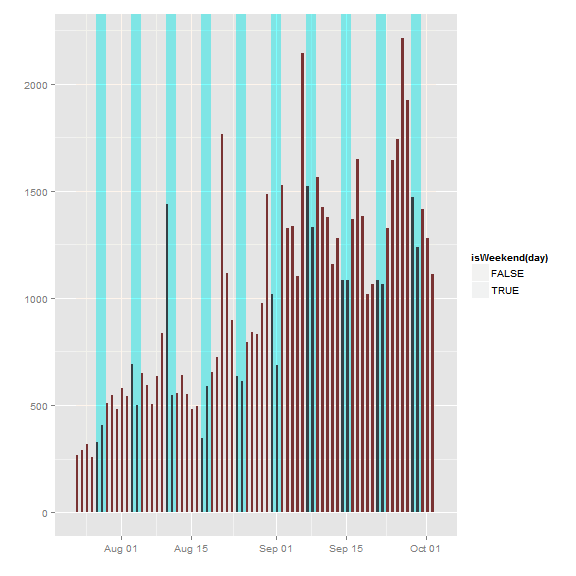 2000
1500
1000
500
0
Aug 01
Aug 15
Sep 01
Sep 15
Oct 01
isWeekend(day)
FALSE
TRUE